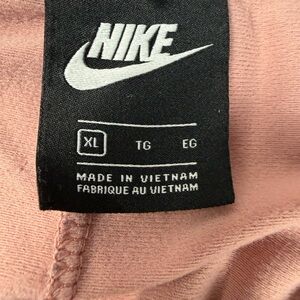 NIKE
XL TG EG
MADE IN VIETNAM
FABRIQUE AU VIETNAM